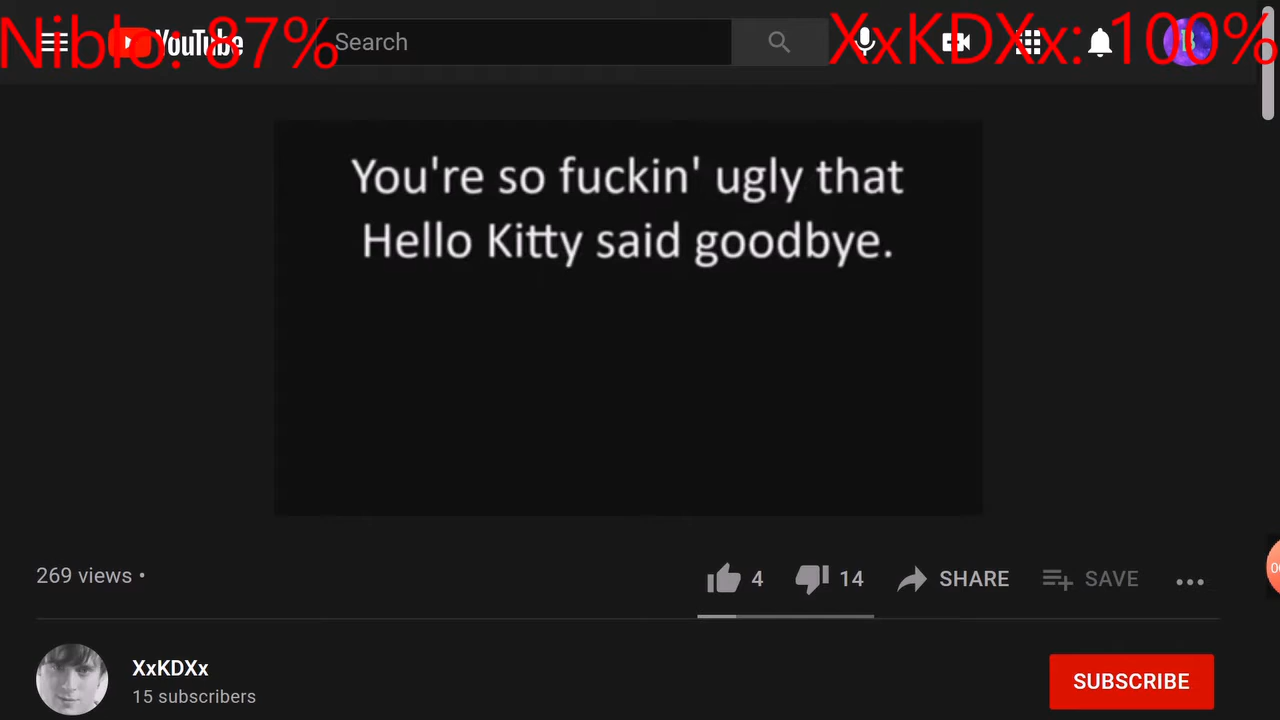 Niblo: 87%
XxKDXx: 100%
YouTube
Search
You're so fuckin' ugly that
Hello Kitty said goodbye.
269 views •
4
14
SHARE
SAVE
XxKDXx
15 subscribers
SUBSCRIBE